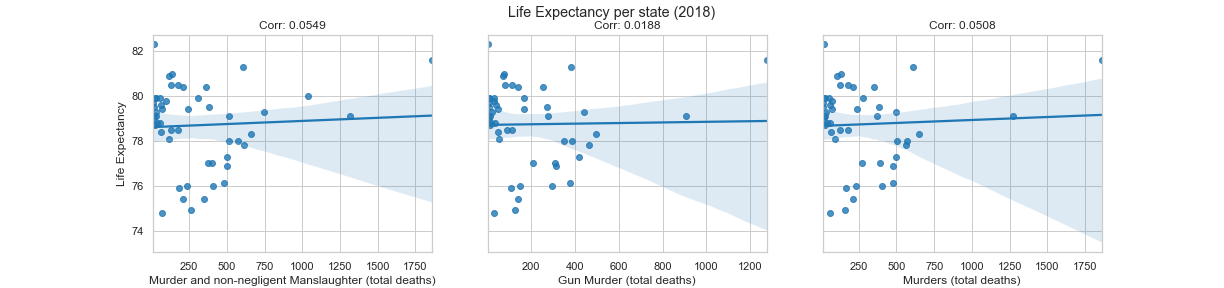 Life Expectancy per state (2018)
Corr: 0.0549
Corr: 0.0188
Corr: 0.0508
Life Expectancy
82
80
78
76
74
250 500 750 1000 1250 1500 1750
200 400 600 800 1000 1200
250 500 750 1000 1250 1500 1750
Murder and non-negligent Manslaughter (total deaths)
Gun Murder (total deaths)
Murders (total deaths)